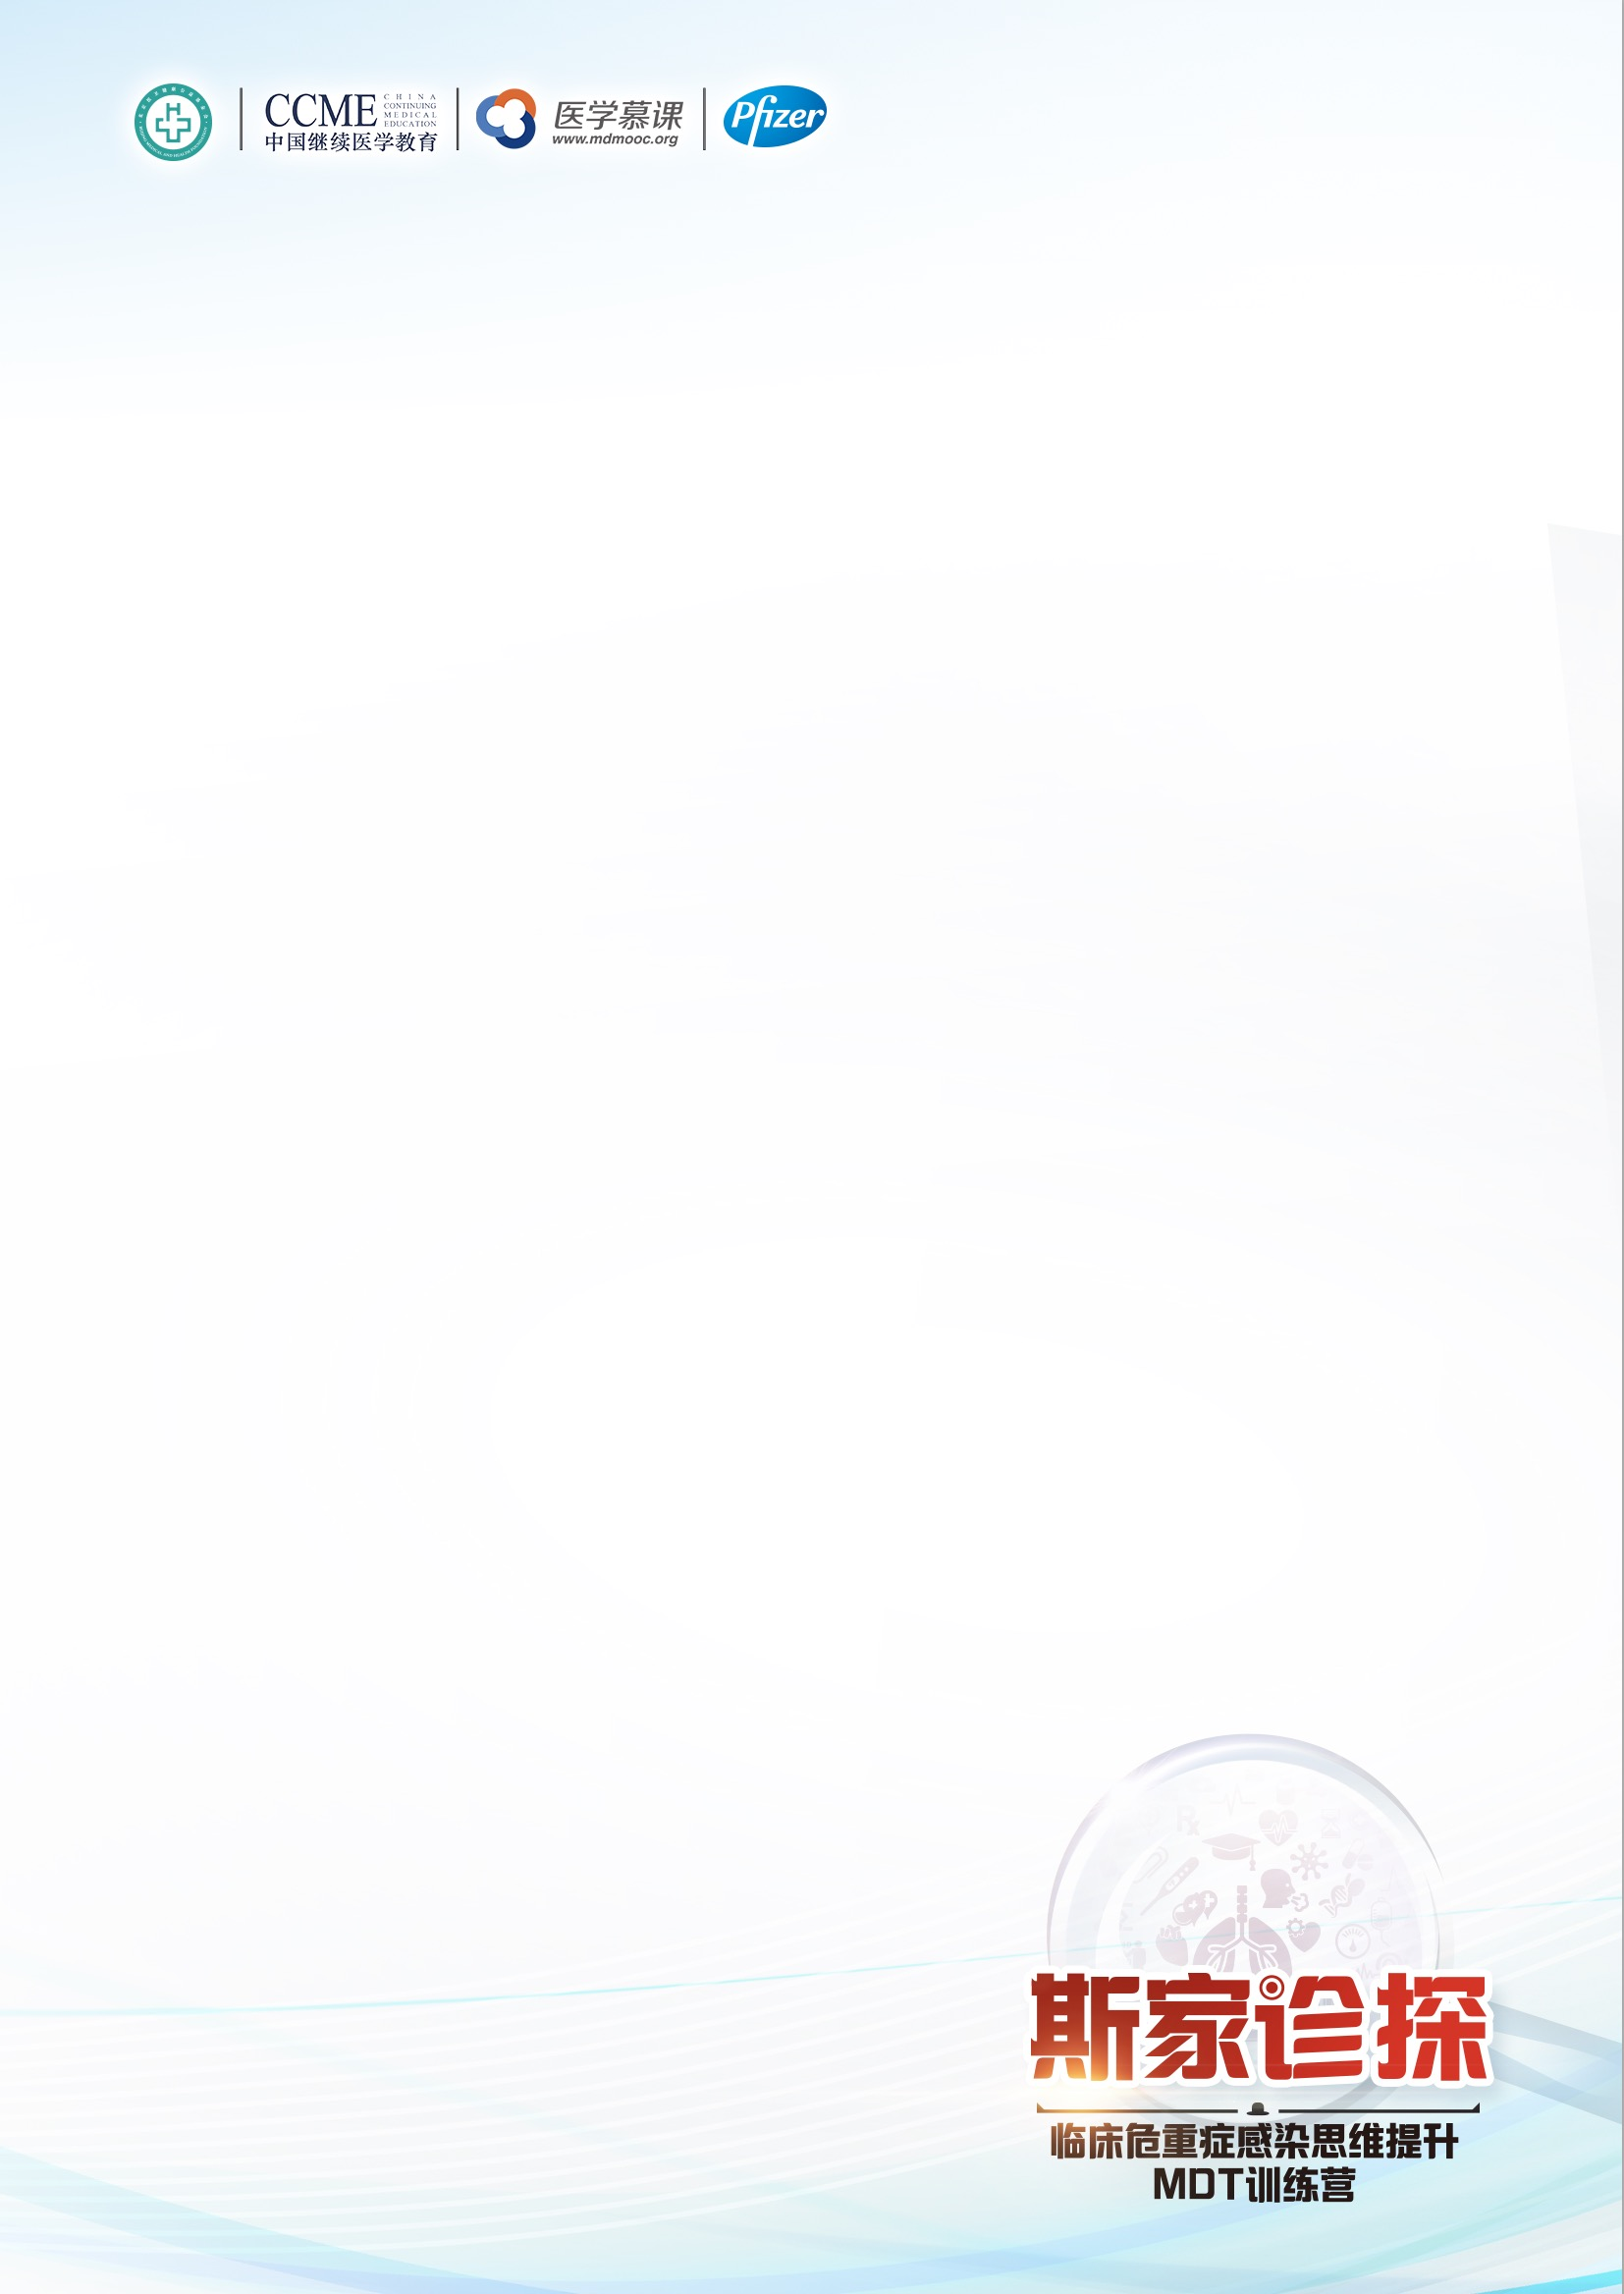 CCME
CHINA
CONTINUING
MEDICAL
EDUCATION
中国继续医学教育
医学慕课
www.mdmooc.org
Pfizer
斯家诊探
临床危重症感染思维提升
MDT训练营